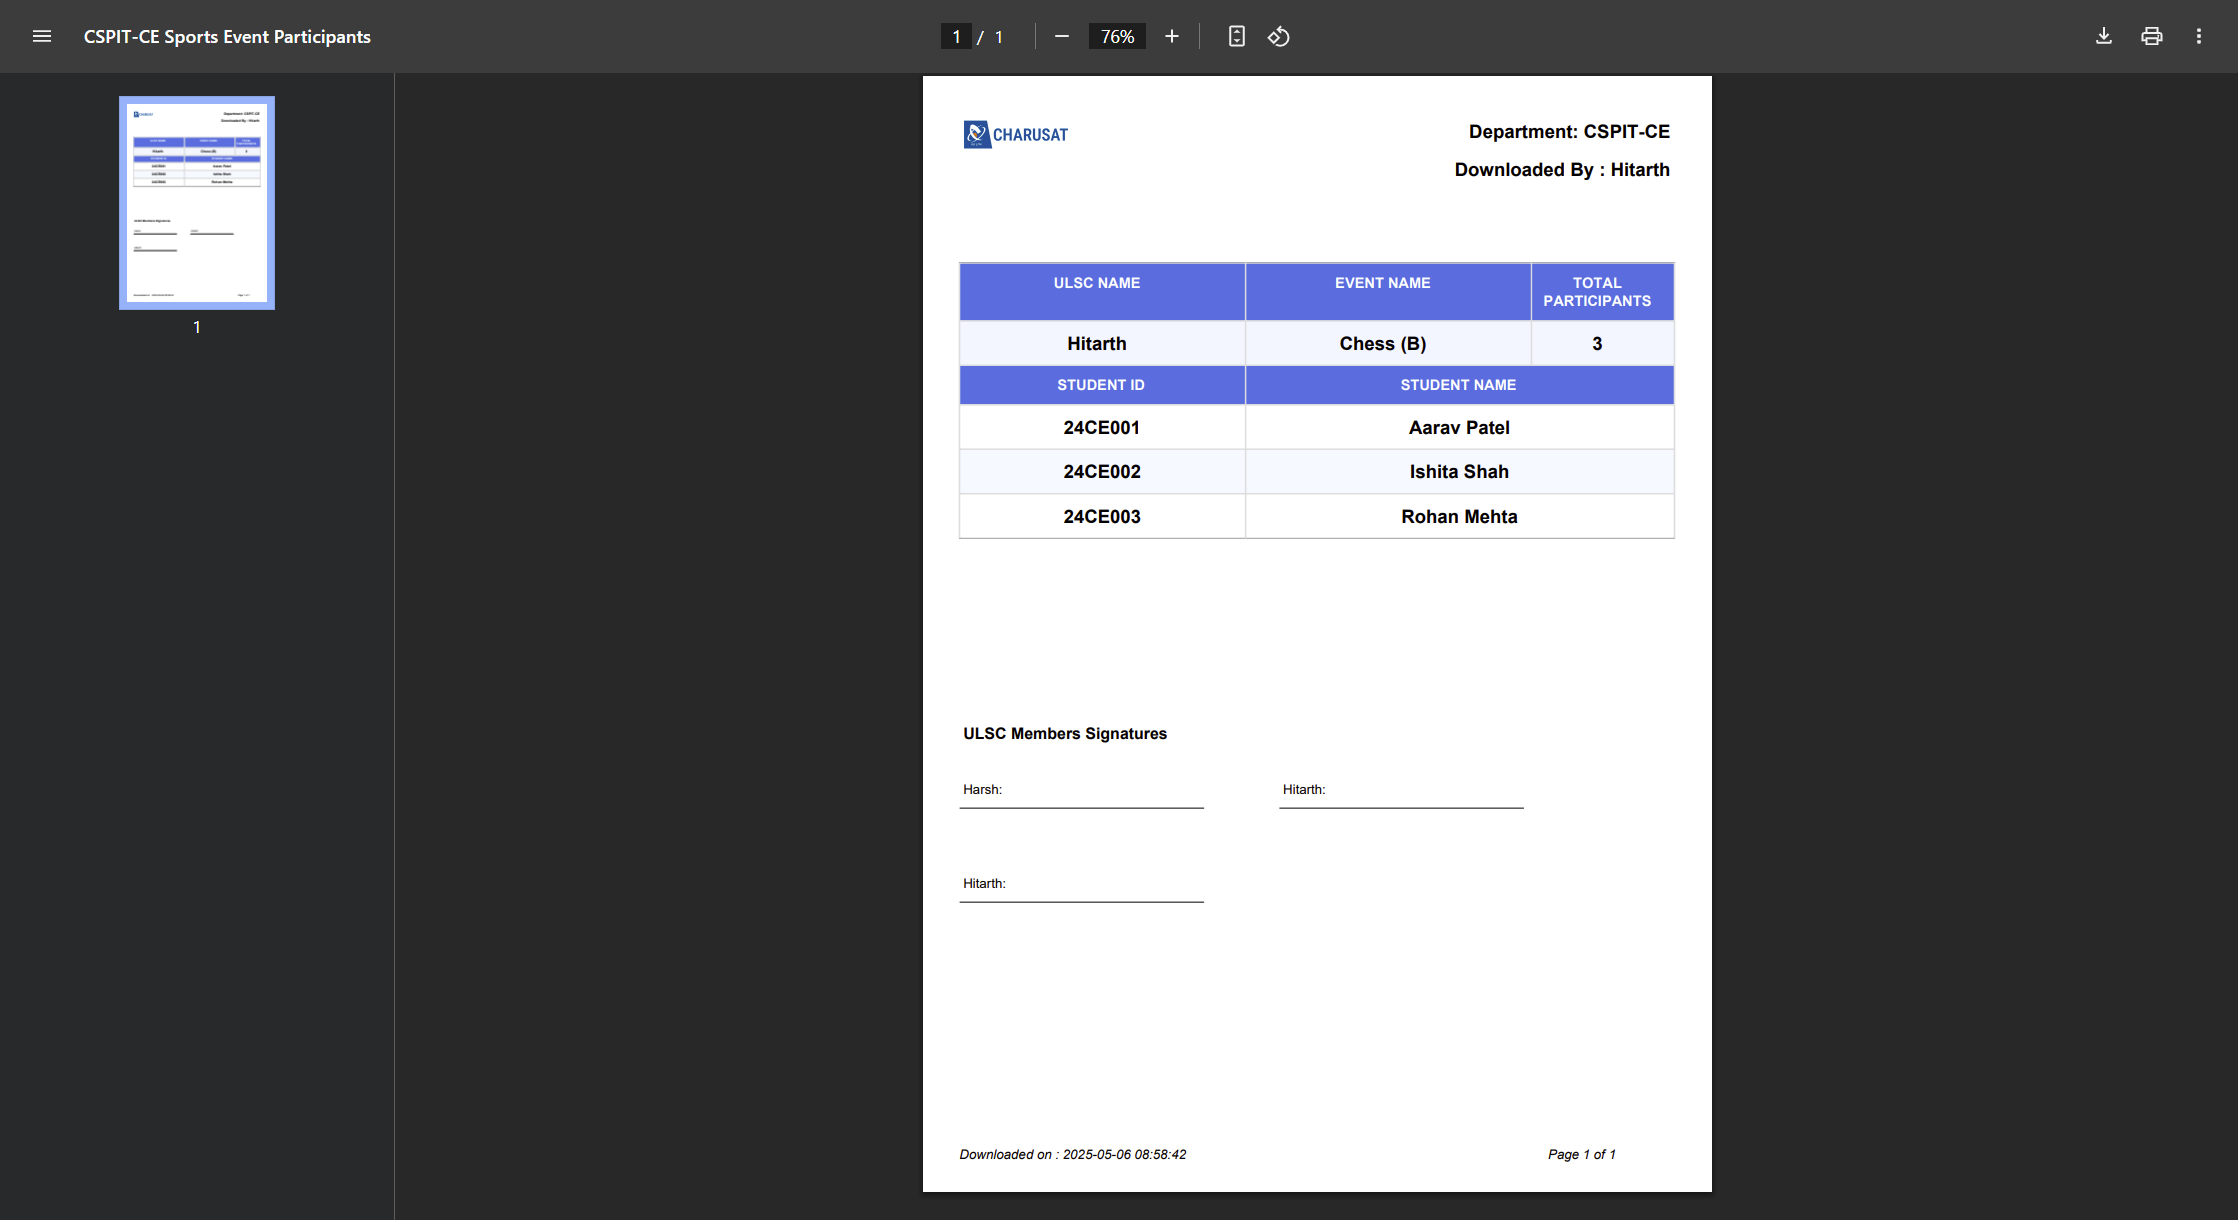 CSPIT-CE Sports Event Participants
1 / 1
76%
1
CHARUSAT
Department: CSPIT-CE
Downloaded By : Hitarth
ULSC NAME EVENT NAME TOTAL PARTICIPANTS
Hitarth Chess (B) 3
STUDENT ID STUDENT NAME
24CE001 Aarav Patel
24CE002 Ishita Shah
24CE003 Rohan Mehta
ULSC Members Signatures
Harsh: Hitarth:
Hitarth:
Downloaded on : 2025-05-06 08:58:42 Page 1 of 1